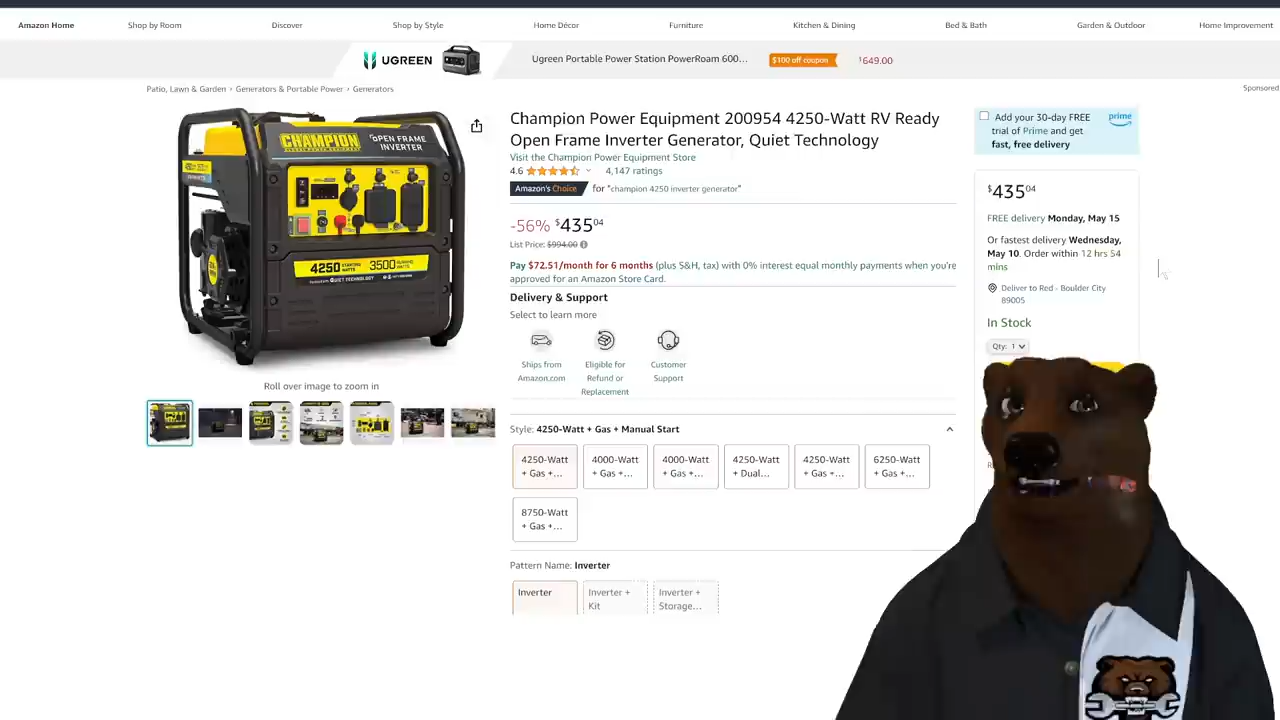 Amazon Home
Shop by Room
Discover
Shop by Style
Home Décor
Furniture
Kitchen & Dining
Bed & Bath
Garden & Outdoor
Home Improvement
UGREEN
Ugreen Portable Power Station PowerRoam 600...
$100 off coupon
$649.00
Patio, Lawn & Garden › Generators & Portable Power › Generators
Sponsored
CHAMPION
OPEN FRAME
INVERTER
4250 STARTING WATTS
3500 RUNNING WATTS
QUIET TECHNOLOGY
Roll over image to zoom in
Champion Power Equipment 200954 4250-Watt RV Ready
Open Frame Inverter Generator, Quiet Technology
Visit the Champion Power Equipment Store
4.6
4,147 ratings
Amazon's Choice
for "champion 4250 inverter generator"
-56% $435 04
List Price: $994.00
Pay $72.51/month for 6 months (plus S&H, tax) with 0% interest equal monthly payments when you're
approved for an Amazon Store Card.
Delivery & Support
Select to learn more
Ships from
Amazon.com
Eligible for
Refund or
Replacement
Customer
Support
Style: 4250-Watt + Gas + Manual Start
4250-Watt
+ Gas +...
4000-Watt
+ Gas +...
4000-Watt
+ Gas +...
4250-Watt
+ Dual...
4250-Watt
+ Gas +...
6250-Watt
+ Gas +...
8750-Watt
+ Gas +...
Pattern Name: Inverter
Inverter
Inverter +
Kit
Inverter +
Storage...
Add your 30-day FREE
trial of Prime and get
fast, free delivery
prime
$435 04
FREE delivery Monday, May 15
Or fastest delivery Wednesday,
May 10. Order within 12 hrs 54
mins
Deliver to Red - Boulder City
89005
In Stock
Qty: 1